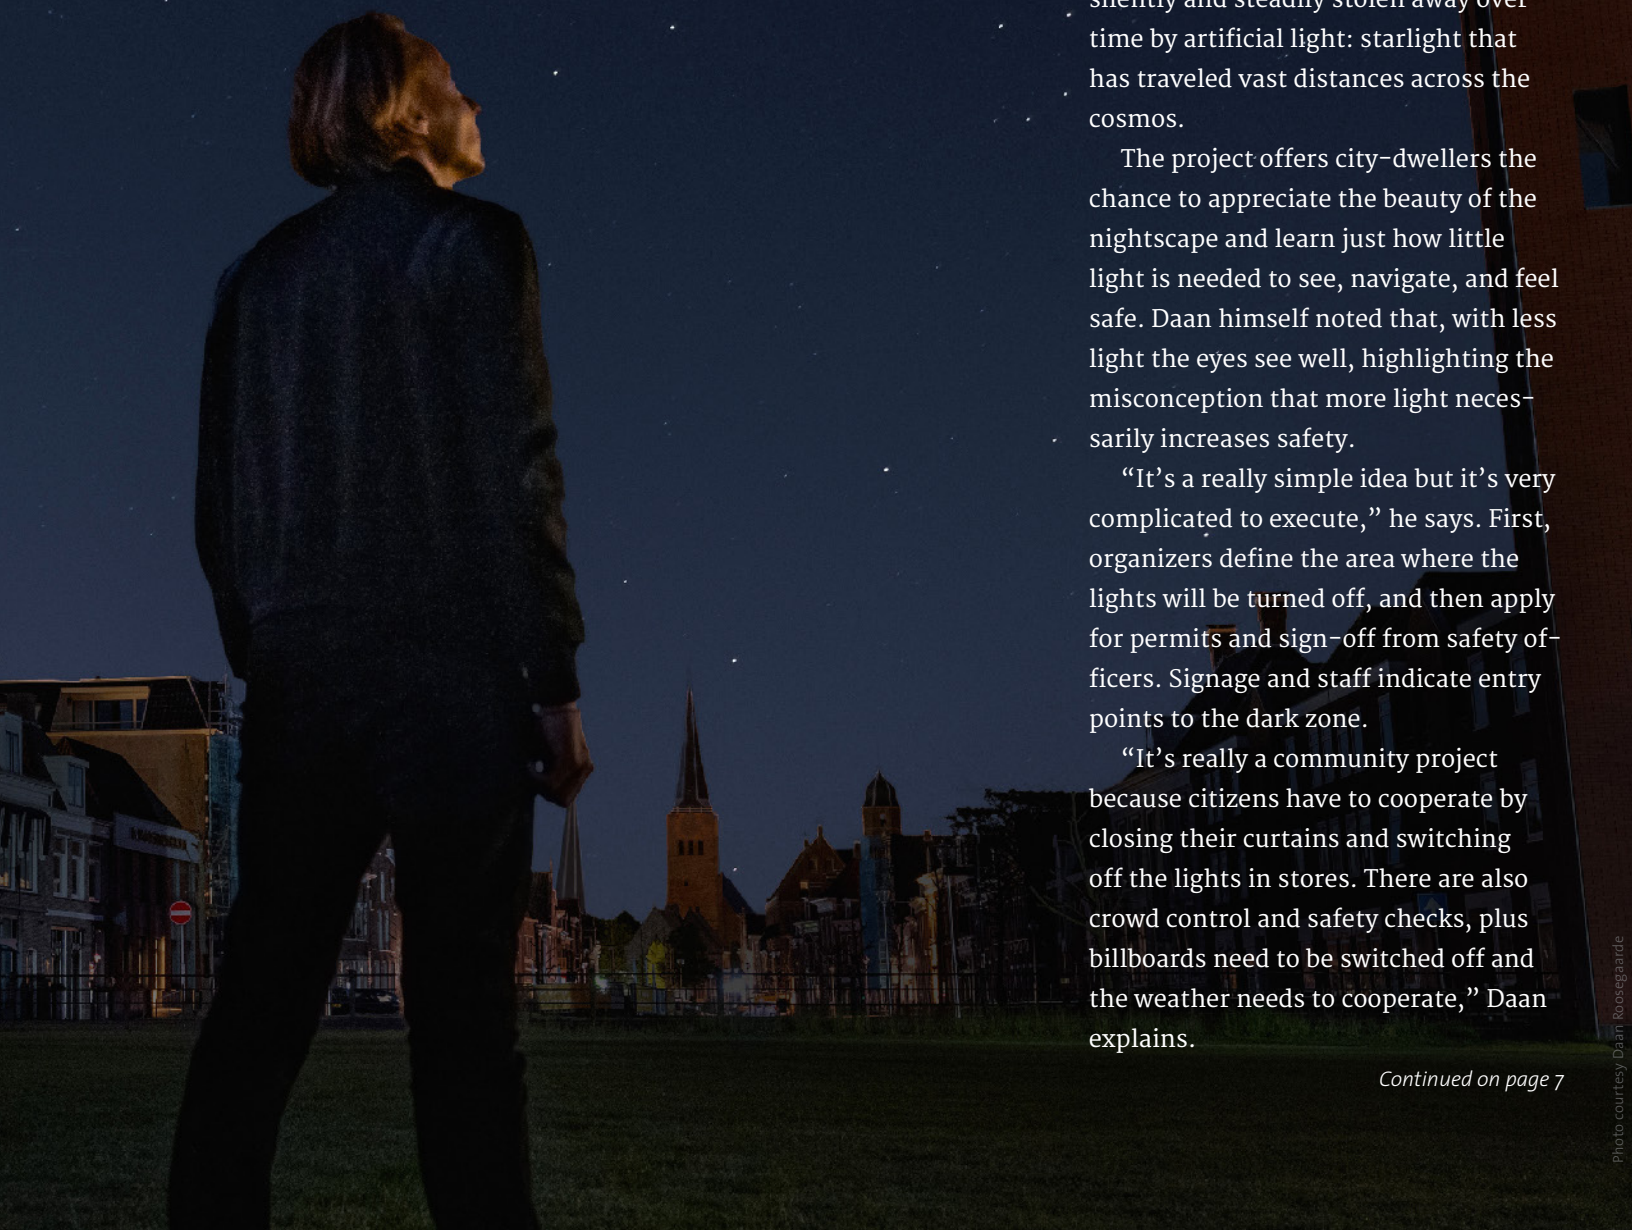 silently and steadily stolen away over
time by artificial light: starlight that
has traveled vast distances across the
cosmos.
The project offers city-dwellers the
chance to appreciate the beauty of the
nightscape and learn just how little
light is needed to see, navigate, and feel
safe. Daan himself noted that, with less
light the eyes see well, highlighting the
misconception that more light neces-
sarily increases safety.
“It’s a really simple idea but it’s very
complicated to execute,” he says. First,
organizers define the area where the
lights will be turned off, and then apply
for permits and sign-off from safety of-
ficers. Signage and staff indicate entry
points to the dark zone.
“It’s really a community project
because citizens have to cooperate by
closing their curtains and switching
off the lights in stores. There are also
crowd control and safety checks, plus
billboards need to be switched off and
the weather needs to cooperate,” Daan
explains.
Continued on page 7
Photo courtesy Daan Roosegaarde